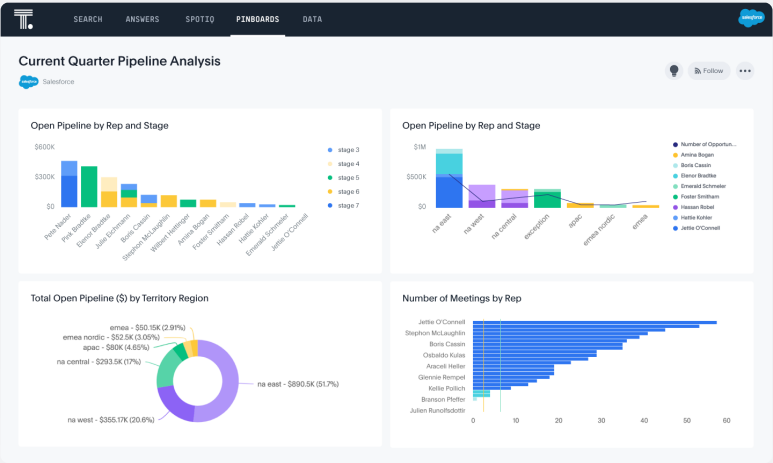 T.
SEARCH
ANSWERS
SPOTIQ
PINBOARDS
DATA
salesforce
Current Quarter Pipeline Analysis
salesforce
Salesforce
Follow
Open Pipeline by Rep and Stage
$600K
$300K
$0
Pete Nader
Pink Bradtke
Elenor Bradtke
Julie Eichmann
Boris Cassin
Stephon McLaughlin
Wilbert Hettinger
Amina Bogan
Foster Smitham
Hassan Robel
Hattie Kohler
Emerald Schmeler
Jettie O'Connell
stage 3
stage 4
stage 5
stage 6
stage 7
Open Pipeline by Rep and Stage
$1M
$500K
$0
na east
na west
na central
exception
apac
emea nordic
emea
Number of Opportun...
Amina Bogan
Boris Cassin
Elenor Bradtke
Emerald Schmeler
Foster Smitham
Hassan Robel
Hattie Kohler
Jettie O'Connell
Total Open Pipeline ($) by Territory Region
emea - $50.15K (2.91%)
emea nordic - $52.5K (3.05%)
apac - $80K (4.65%)
na central - $293.5K (17%)
na east - $890.5K (51.7%)
na west - $355.17K (20.6%)
Number of Meetings by Rep
Jettie O'Connell
Stephon McLaughlin
Boris Cassin
Osbaldo Kulas
Araceli Heller
Glennie Rempel
Kellie Pollich
Branson Pfeffer
Julien Runolfsdottir
0
10
20
30
40
50
60